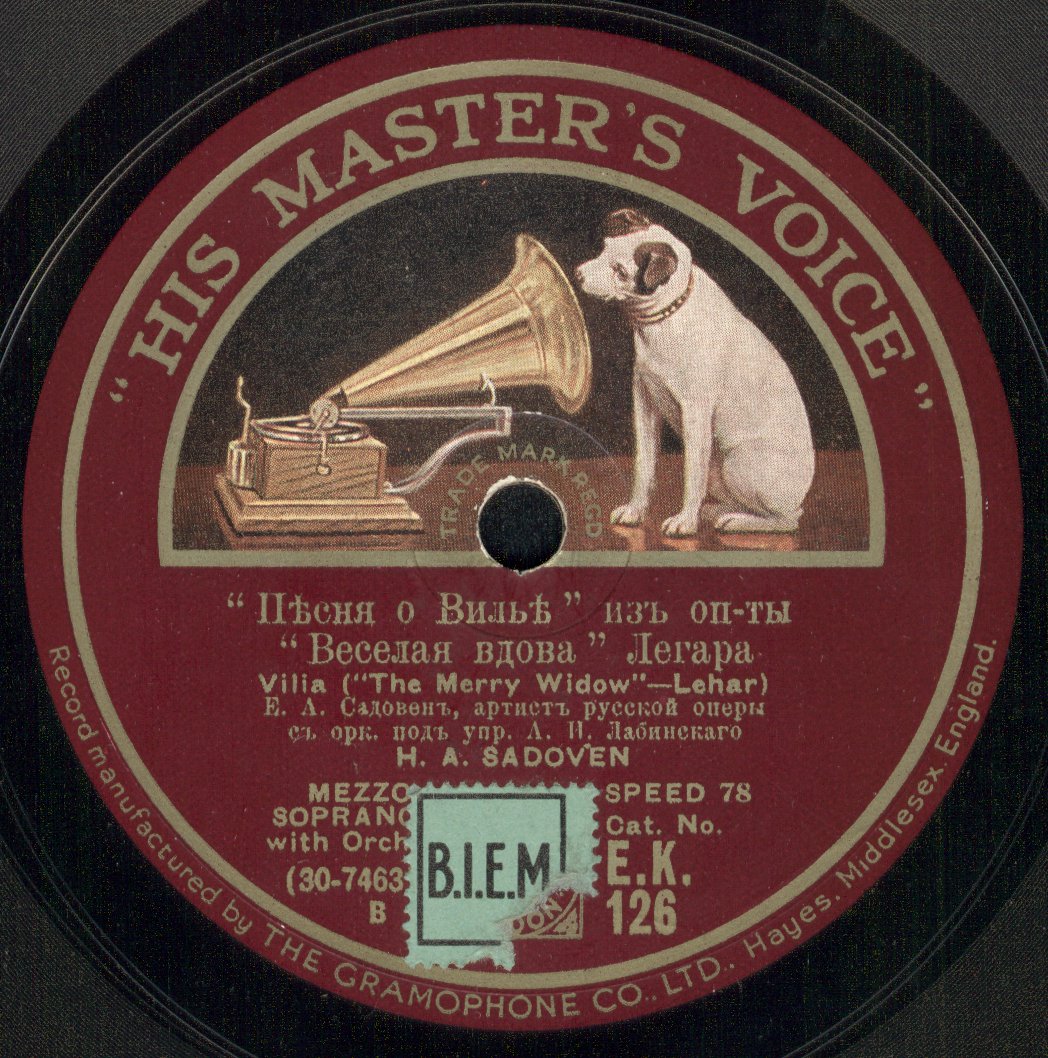 "HIS MASTER'S VOICE"
TRADE MARK REGD
"Пѣсня о Вильѣ" изъ оп-ты
"Веселая вдова" Легара
Vilia ("The Merry Widow"—Lehar)
Е. А. Садовенъ, артист. русской оперы
съ орк. подъ упр. А. И. Лабинскаго
H. A. SADOVEN
MEZZO
SOPRANO
with Orch
(30-7463
B
B.I.E.M
SPEED 78
Cat. No.
E.K.
126
Record manufactured by THE GRAMOPHONE CO., LTD., Hayes, Middlesex, England.